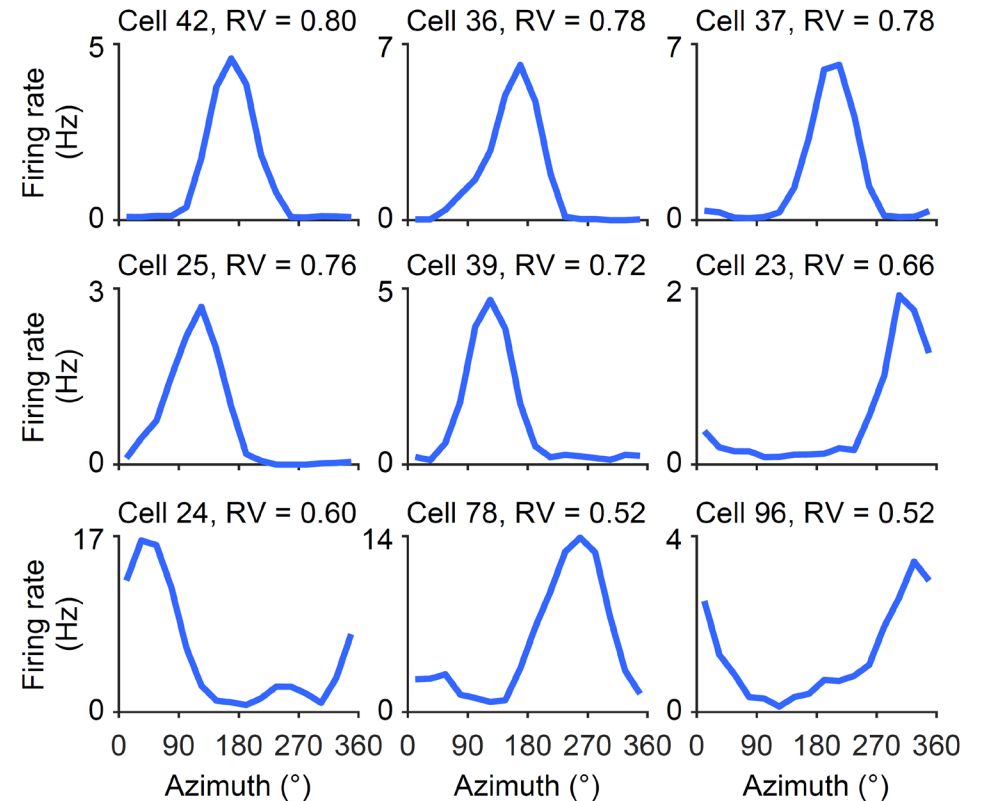 Cell 42, RV = 0.80
Cell 36, RV = 0.78
Cell 37, RV = 0.78
Firing rate
(Hz)
5
0
7
0
7
0
Cell 25, RV = 0.76
Cell 39, RV = 0.72
Cell 23, RV = 0.66
Firing rate
(Hz)
3
0
5
0
2
0
Cell 24, RV = 0.60
Cell 78, RV = 0.52
Cell 96, RV = 0.52
Firing rate
(Hz)
17
0
14
0
4
0
0 90 180 270 360
0 90 180 270 360
0 90 180 270 360
Azimuth (°)
Azimuth (°)
Azimuth (°)